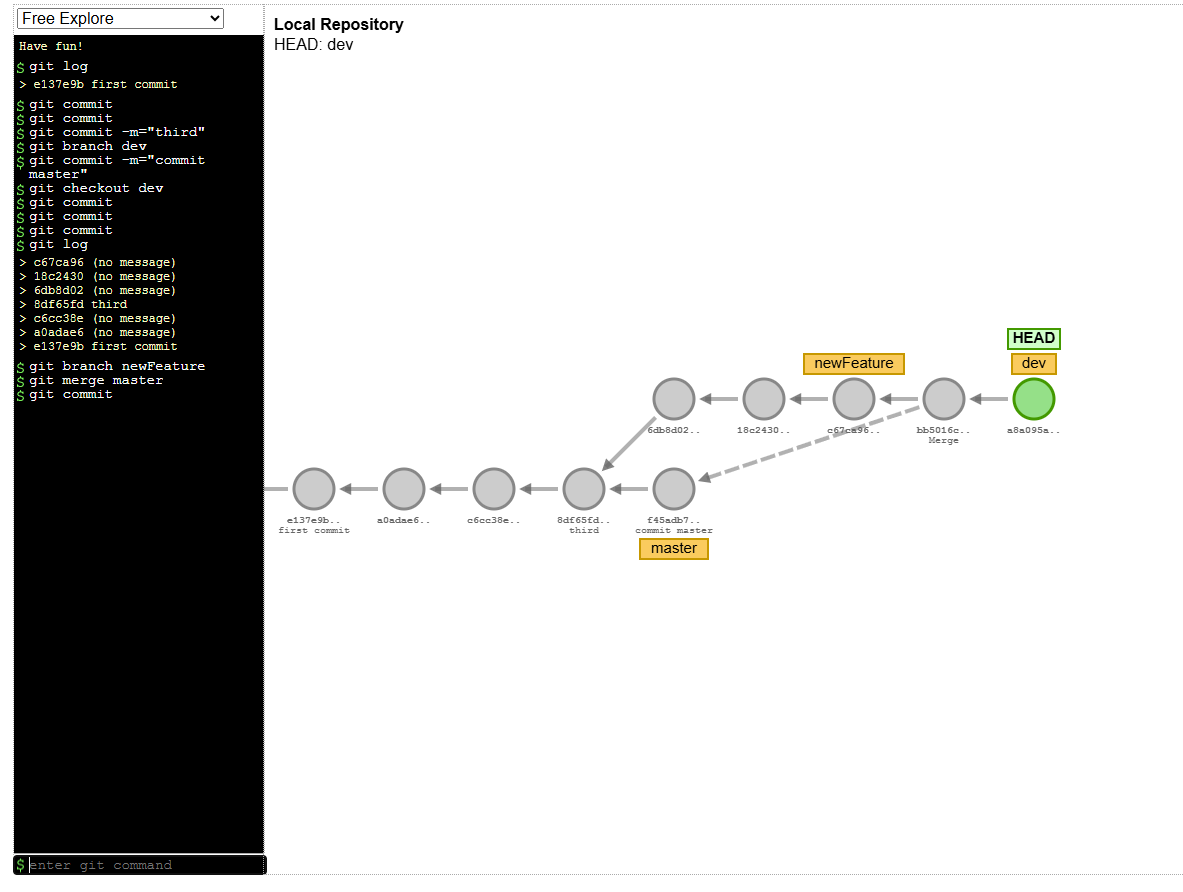 Free Explore
Have fun!
$ git log
> e137e9b first commit
$ git commit
$ git commit
$ git commit -m="third"
$ git branch dev
$ git commit -m="commit
master"
$ git checkout dev
$ git commit
$ git commit
$ git commit
$ git log
> c67ca96 (no message)
> 18c2430 (no message)
> 6db8d02 (no message)
> 8df65fd third
> c6cc38e (no message)
> a0adae6 (no message)
> e137e9b first commit
$ git branch newFeature
$ git merge master
$ git commit
$ enter git command
Local Repository
HEAD: dev
HEAD
newFeature
dev
6db8d02..
18c2430..
c67ca96..
bb5016c..
Merge
a8a095a..
e137e9b..
first commit
a0adae6..
c6cc38e..
8df65fd..
third
f45adb7..
commit master
master